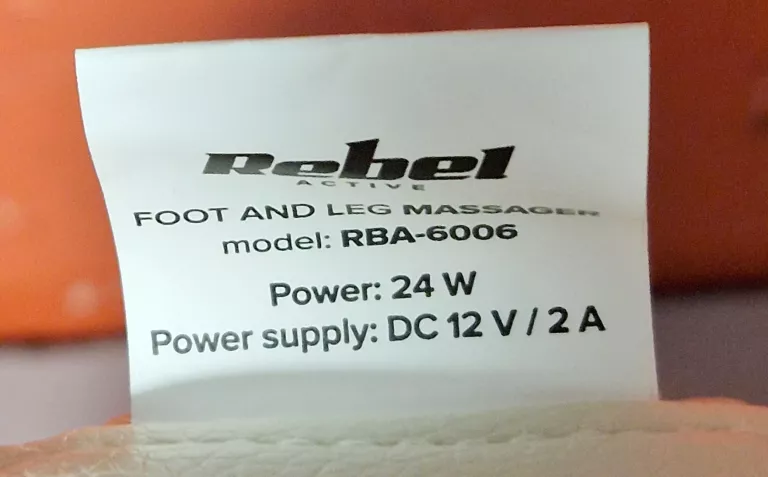 Rebel
ACTIVE
FOOT AND LEG MASSAGER
model: RBA-6006
Power: 24 W
Power supply: DC 12 V / 2 A